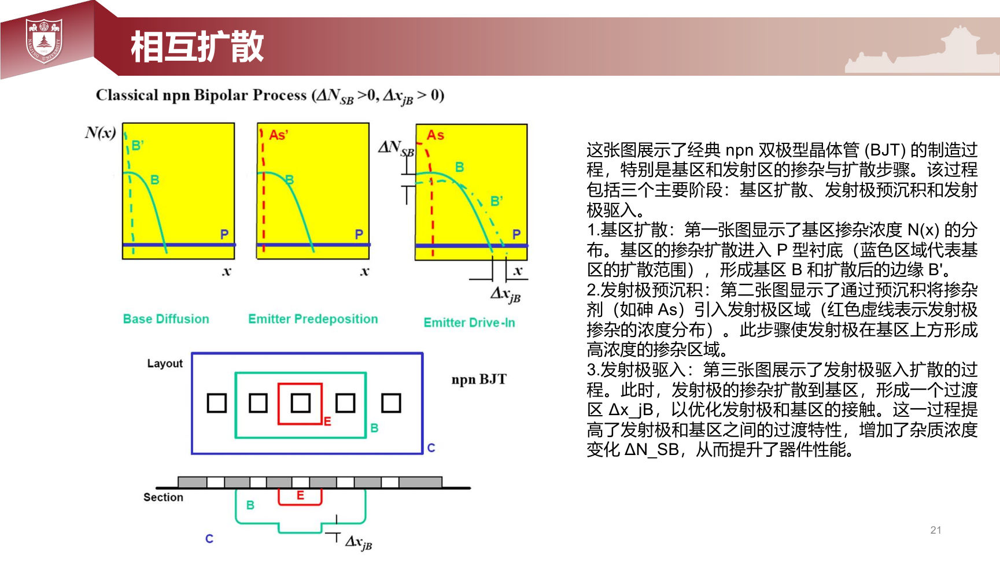 相互扩散
NANJING UNIVERSITY
1902
Classical npn Bipolar Process (ΔN_SB >0, Δx_jB > 0)
N(x)
B’
B
P
x
As’
B
P
x
ΔN_SB
As
B
B’
P
x
Δx_jB
Base Diffusion
Emitter Predeposition
Emitter Drive-In
Layout
npn BJT
E
B
C
Section
B
E
C
Δx_jB
这张图展示了经典 npn 双极型晶体管 (BJT) 的制造过
程，特别是基区和发射区的掺杂与扩散步骤。该过程
包括三个主要阶段：基区扩散、发射极预沉积和发射
极驱入。
1.基区扩散：第一张图显示了基区掺杂浓度 N(x) 的分
布。基区的掺杂扩散进入 P 型衬底（蓝色区域代表基
区的扩散范围），形成基区 B 和扩散后的边缘 B'。
2.发射极预沉积：第二张图显示了通过预沉积将掺杂
剂（如砷 As）引入发射极区域（红色虚线表示发射极
掺杂的浓度分布）。此步骤使发射极在基区上方形成
高浓度的掺杂区域。
3.发射极驱入：第三张图展示了发射极驱入扩散的过
程。此时，发射极的掺杂扩散到基区，形成一个过渡
区 Δx_jB，以优化发射极和基区的接触。这一过程提
高了发射极和基区之间的过渡特性，增加了杂质浓度
变化 ΔN_SB，从而提升了器件性能。
21